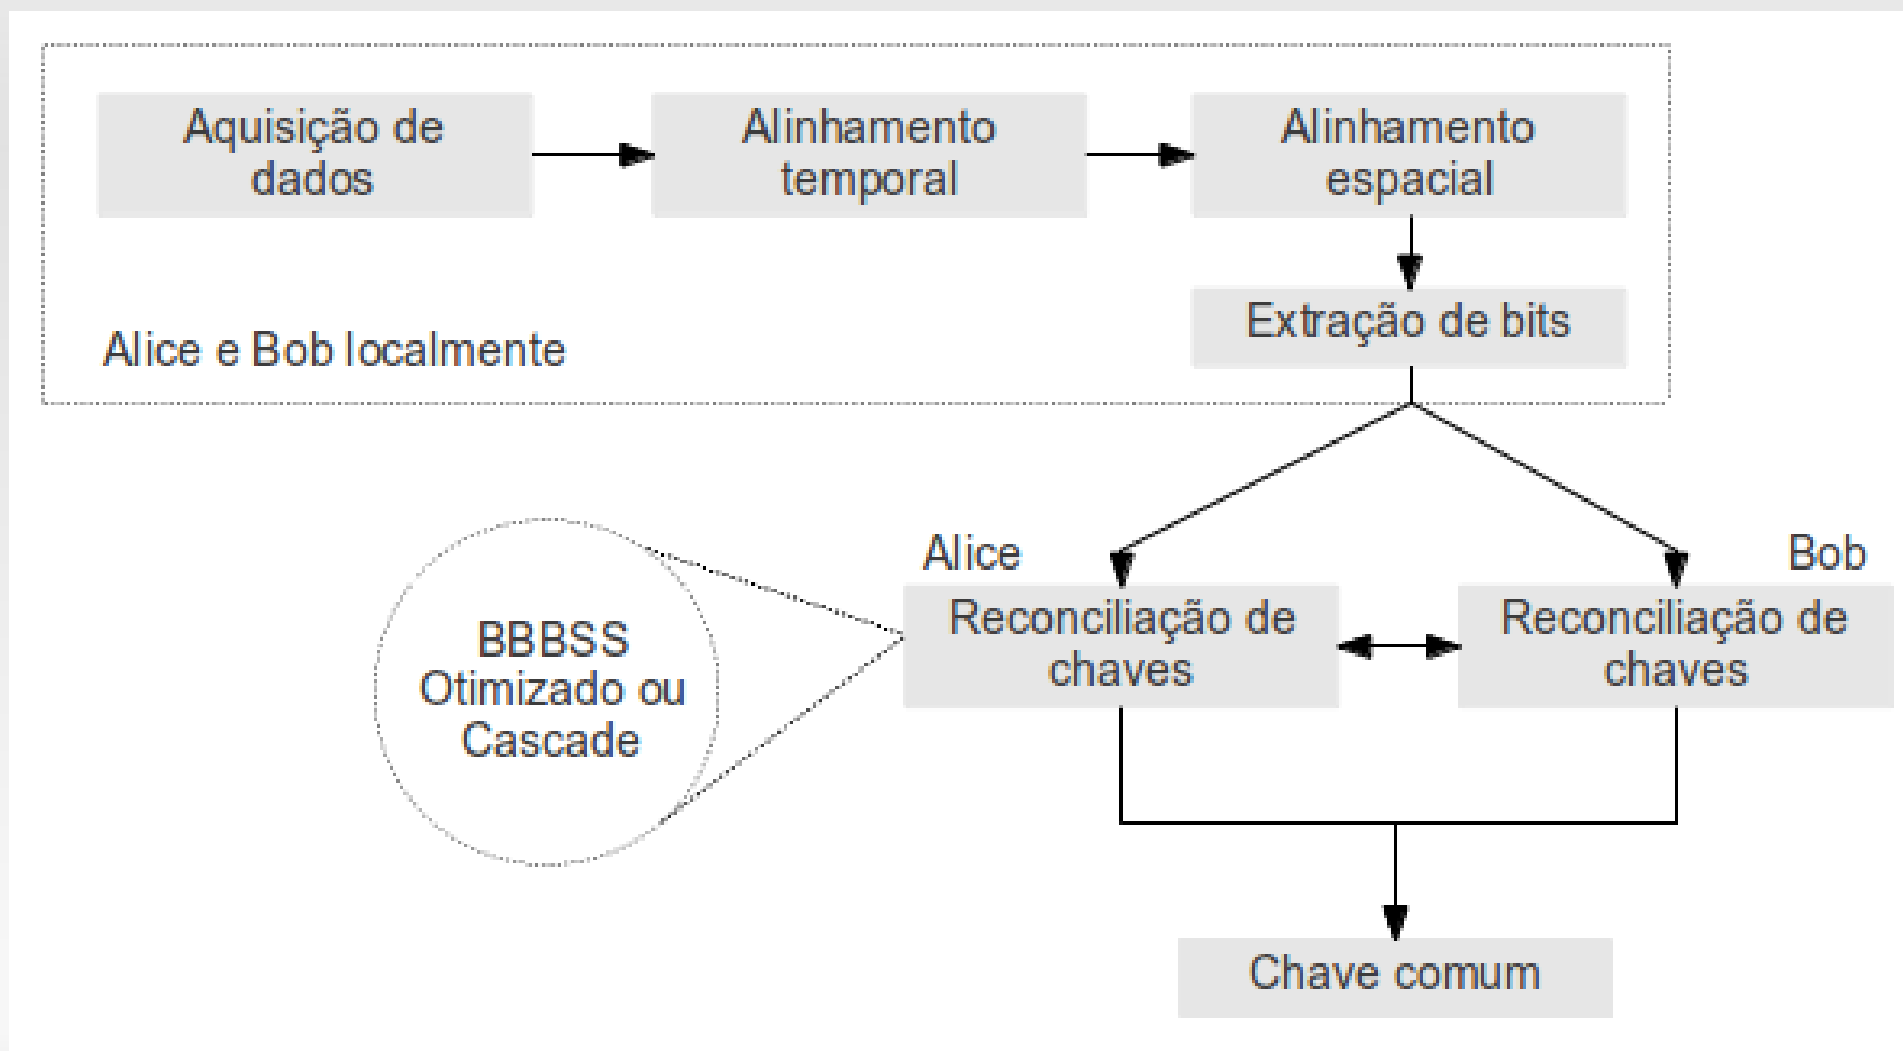 Aquisição de
dados
Alinhamento
temporal
Alinhamento
espacial
Extração de bits
Alice e Bob localmente
Alice
Bob
Reconciliação de
chaves
Reconciliação de
chaves
BBBSS
Otimizado ou
Cascade
Chave comum